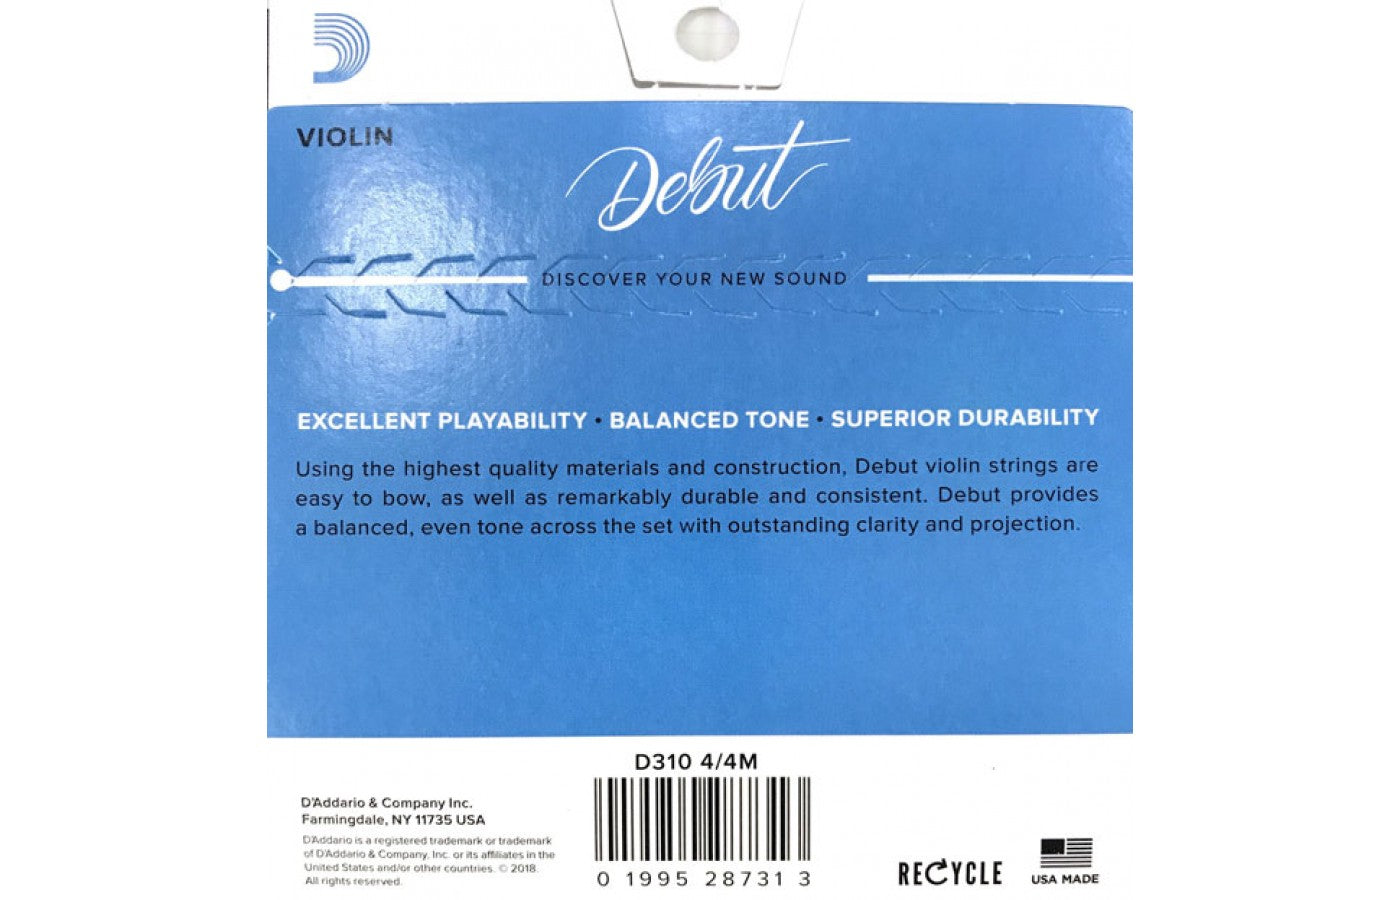 VIOLIN
Debut
DISCOVER YOUR NEW SOUND
EXCELLENT PLAYABILITY • BALANCED TONE • SUPERIOR DURABILITY
Using the highest quality materials and construction, Debut violin strings are
easy to bow, as well as remarkably durable and consistent. Debut provides
a balanced, even tone across the set with outstanding clarity and projection.
D310 4/4M
D'Addario & Company Inc.
Farmingdale, NY 11735 USA
D'Addario is a registered trademark or trademark
of D'Addario & Company, Inc. or its affiliates in the
United States and/or other countries. © 2018.
All rights reserved.
0 1995 28731 3
RECYCLE
USA MADE